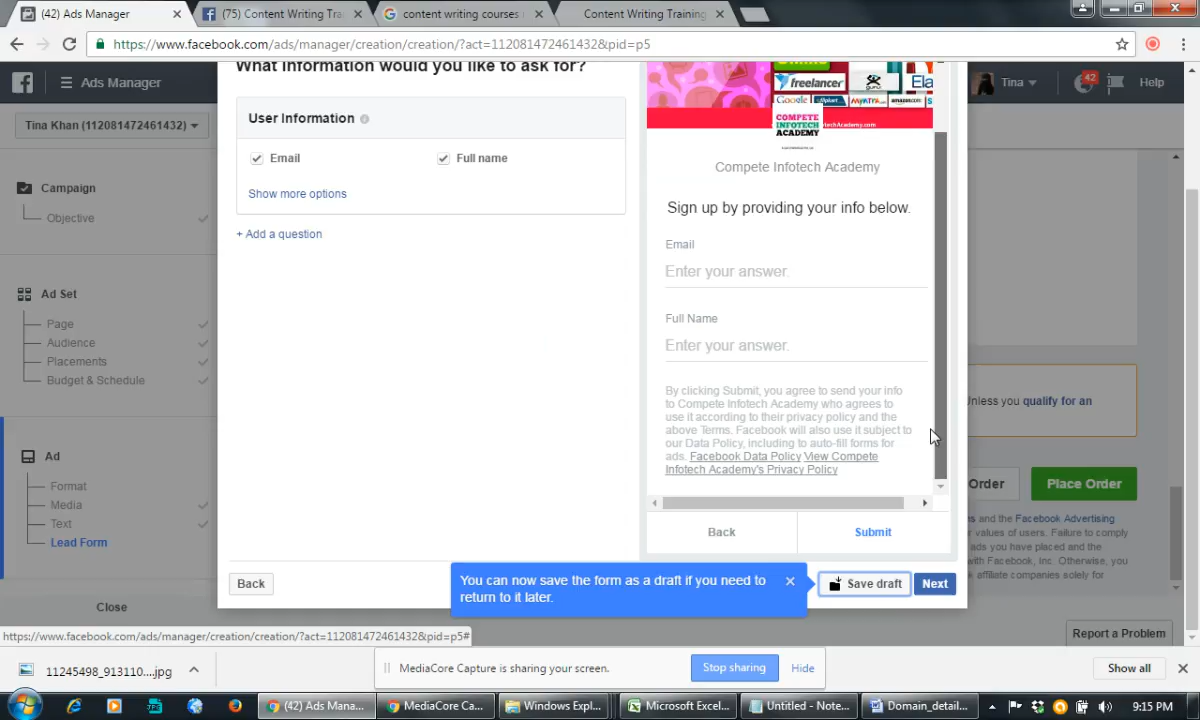 (42) Ads Manager
(75) Content Writing Tra
content writing courses
Content Writing Training
https://www.facebook.com/ads/manager/creation/creation/?act=112081472461432&pid=p5
Ads Manager
Tina
42
Help
Tina Khan (112081472461432)
Campaign
Objective
Ad Set
Page
Audience
Placements
Budget & Schedule
Ad
Format
Media
Text
Lead Form
Close
What information would you like to ask for?
User Information
Email
Full name
Show more options
+ Add a question
freelancer
guru
Ela
Google
flipkart
Myntra
amazon.com
COMPETE
INFOTECH
ACADEMY
techAcademy.com
Compete Infotech Academy
Sign up by providing your info below.
Email
Enter your answer.
Full Name
Enter your answer.
By clicking Submit, you agree to send your info
to Compete Infotech Academy who agrees to
use it according to their privacy policy and the
above Terms. Facebook will also use it subject to
our Data Policy, including to auto-fill forms for
ads. Facebook Data Policy View Compete
Infotech Academy's Privacy Policy
Back
Submit
Back
You can now save the form as a draft if you need to
return to it later.
Save draft
Next
Unless you qualify for an
Order
Place Order
ns and the Facebook Advertising
r values of users. Failure to comply
ads you have placed and the
with Facebook, Inc. Otherwise, you
k affiliate companies solely for
Report a Problem
https://www.facebook.com/ads/manager/creation/creation/?act=112081472461432&pid=p5#
11245498_913110....jpg
MediaCore Capture is sharing your screen.
Stop sharing
Hide
Show all
(42) Ads Mana...
MediaCore Ca...
Windows Expl...
Microsoft Excel...
Untitled - Note...
Domain_detail...
9:15 PM